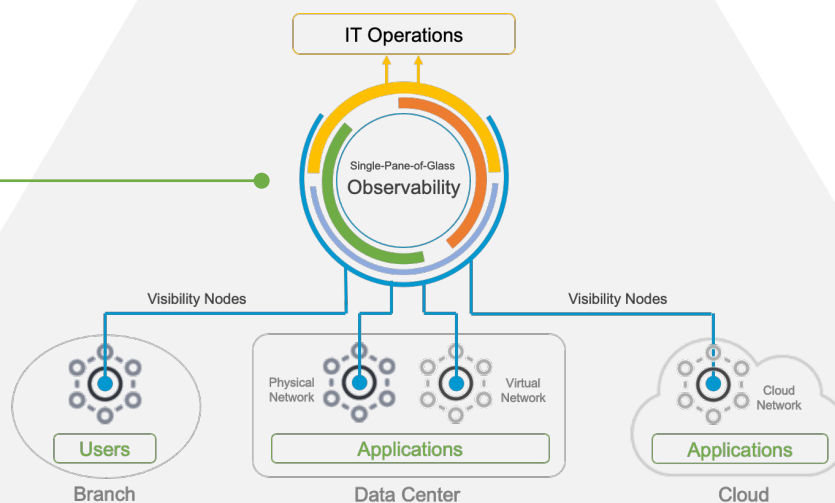 IT Operations
Single-Pane-of-Glass
Observability
Visibility Nodes
Visibility Nodes
Physical
Network
Virtual
Network
Cloud
Network
Users
Applications
Applications
Branch
Data Center
Cloud